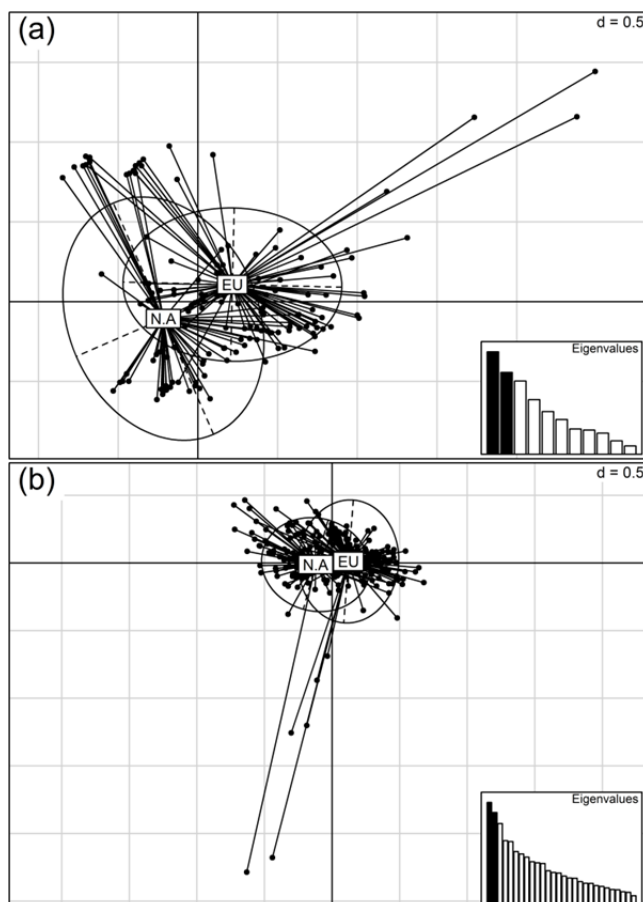 (a)
d = 0.5
EU
N.A
Eigenvalues
(b)
d = 0.5
N.A EU
Eigenvalues